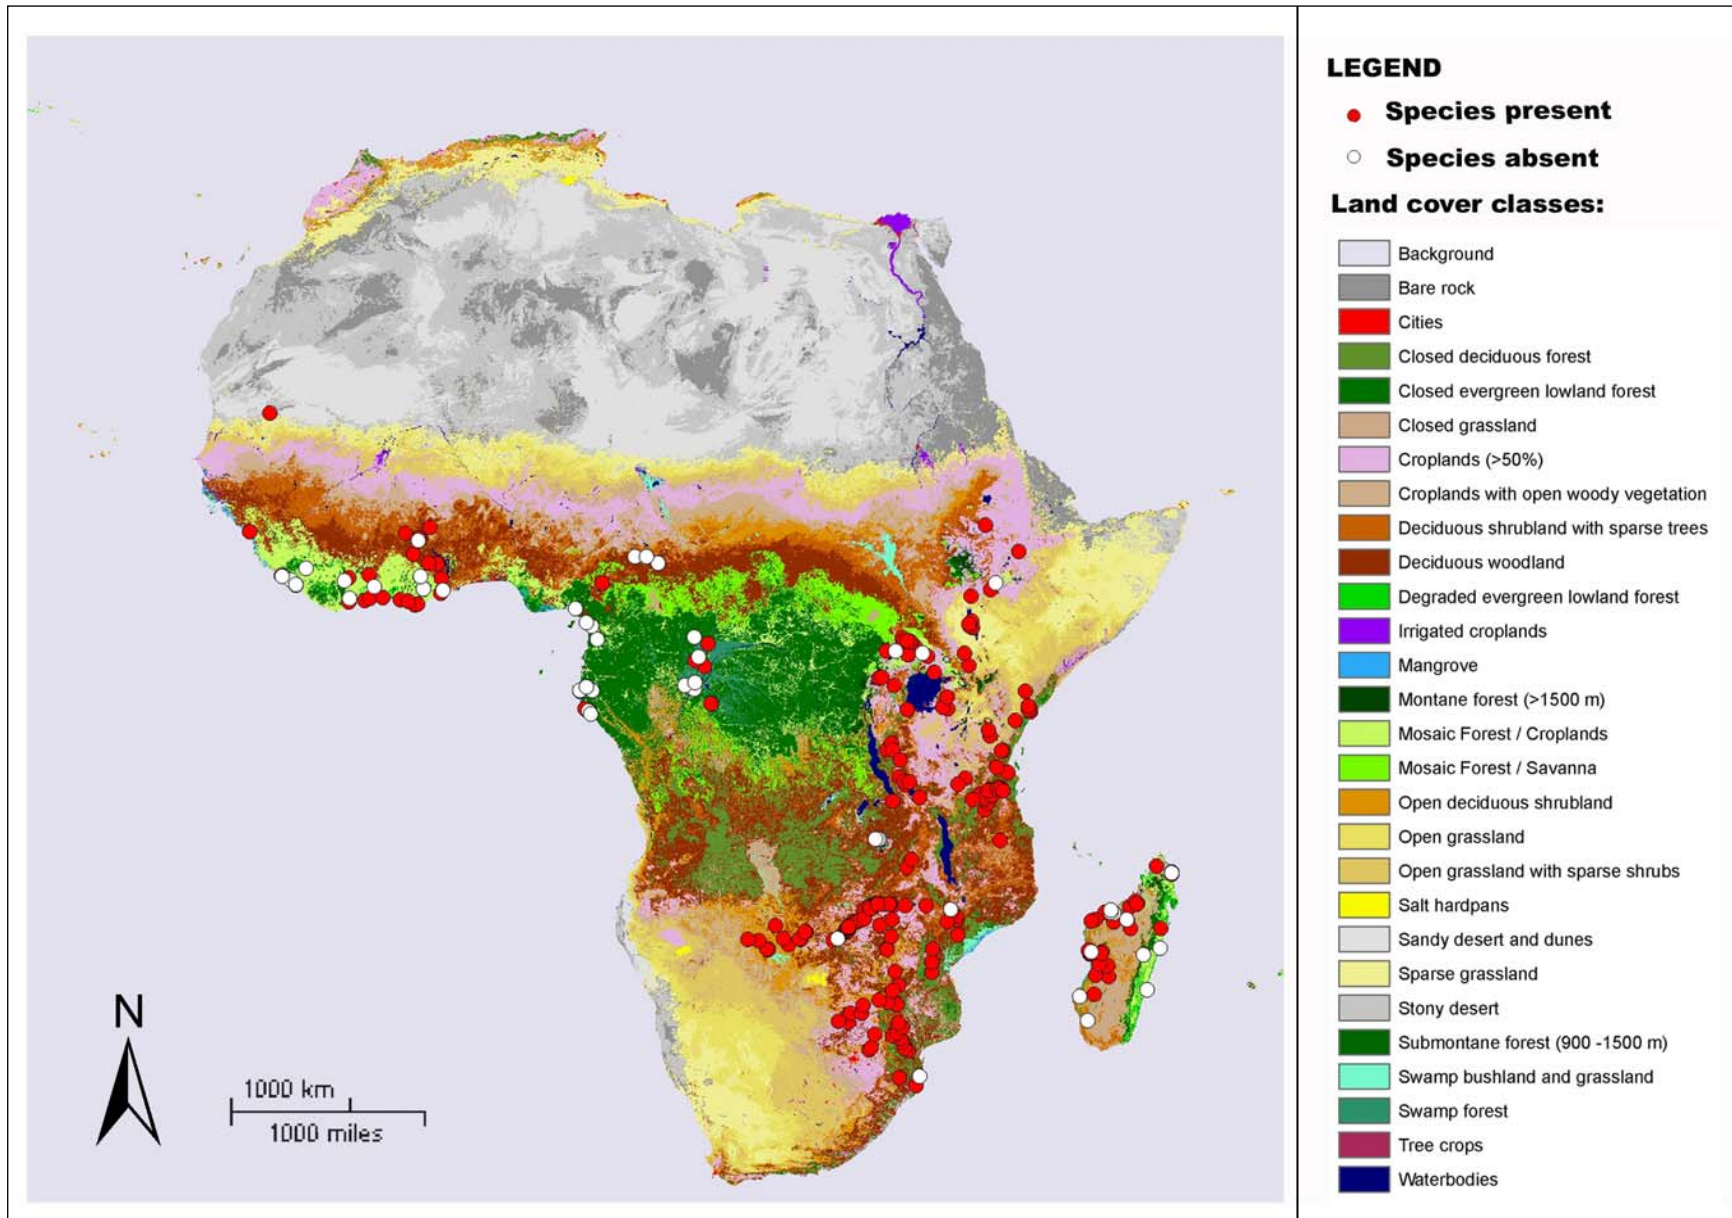 LEGEND
Species present
Species absent
Land cover classes:
Background
Bare rock
Cities
Closed deciduous forest
Closed evergreen lowland forest
Closed grassland
Croplands (>50%)
Croplands with open woody vegetation
Deciduous shrubland with sparse trees
Deciduous woodland
Degraded evergreen lowland forest
Irrigated croplands
Mangrove
Montane forest (>1500 m)
Mosaic Forest / Croplands
Mosaic Forest / Savanna
Open deciduous shrubland
Open grassland
Open grassland with sparse shrubs
Salt hardpans
Sandy desert and dunes
Sparse grassland
Stony desert
Submontane forest (900 -1500 m)
Swamp bushland and grassland
Swamp forest
Tree crops
Waterbodies
N
1000 km
1000 miles